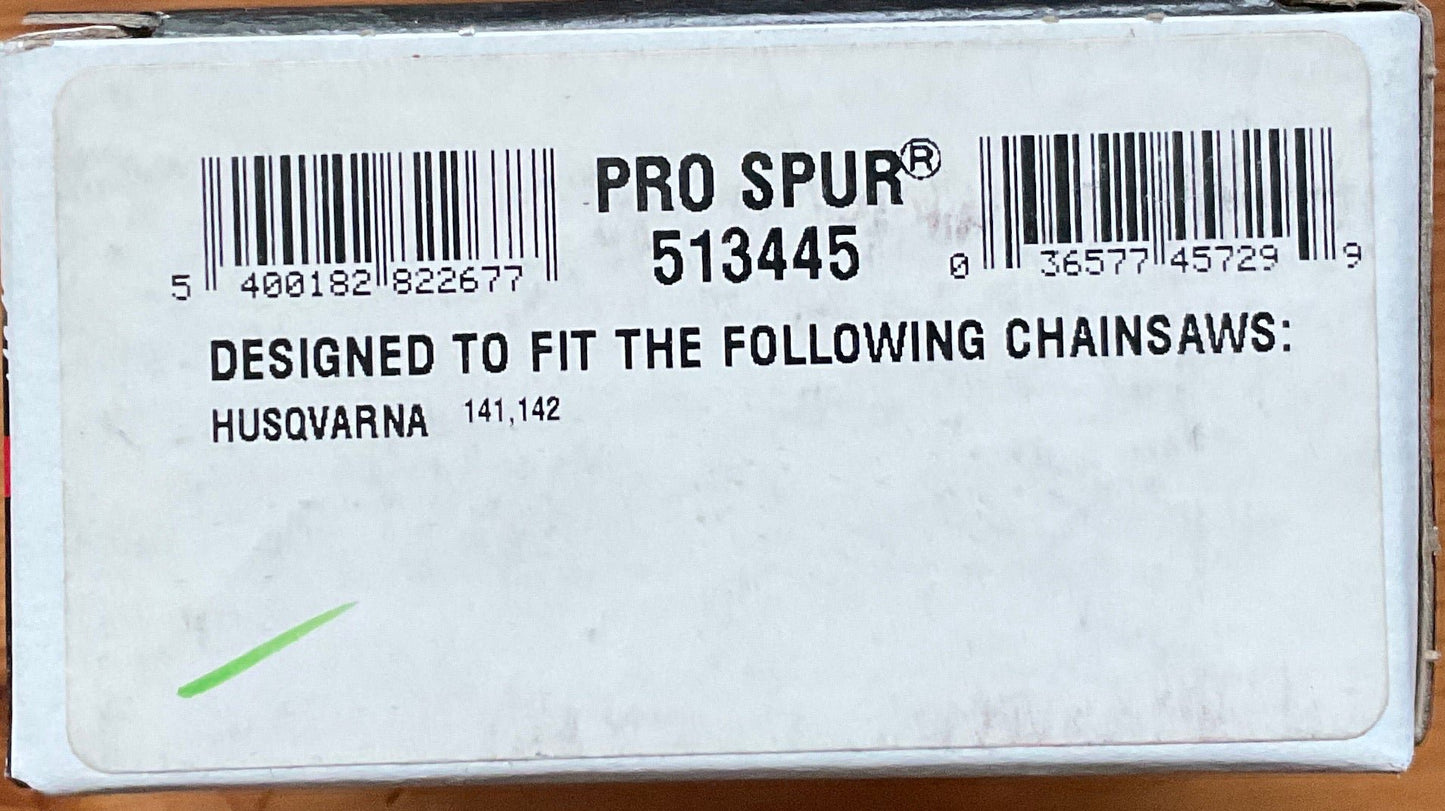 PRO SPUR®
513445
5 400182 822677
0 36577 45729 9
DESIGNED TO FIT THE FOLLOWING CHAINSAWS:
HUSQVARNA 141,142